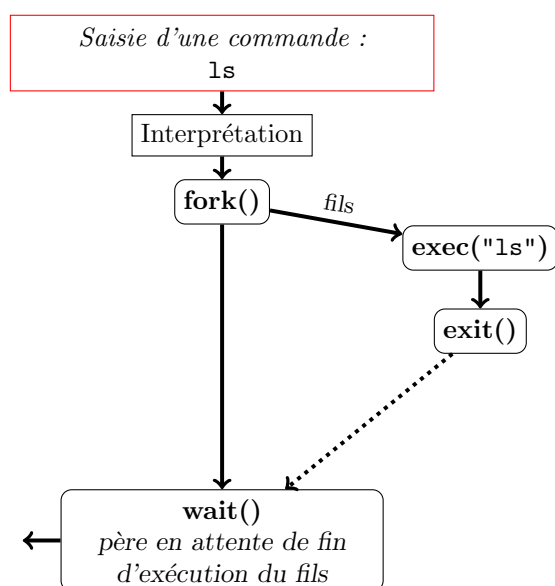 Saisie d'une commande :
ls
Interprétation
fork()
fils
exec("ls")
exit()
wait()
père en attente de fin
d'exécution du fils